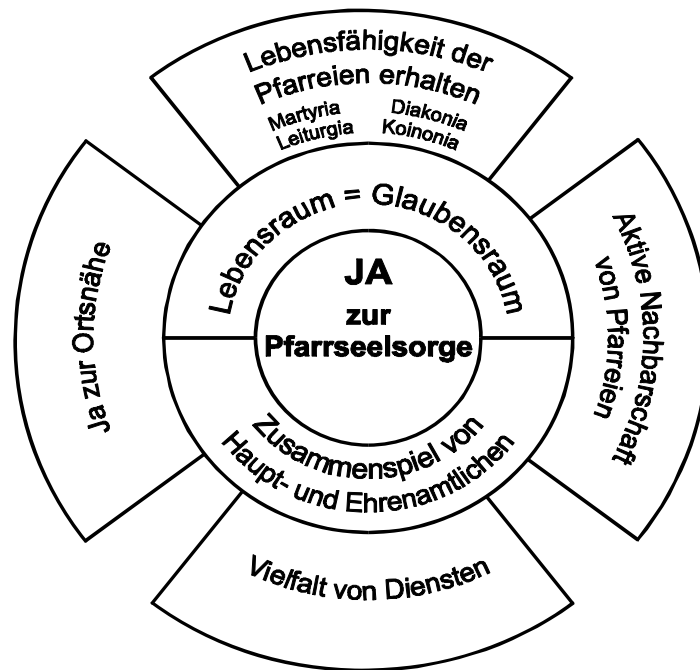 Lebensfähigkeit der
Pfarreien erhalten
Martyria
Leiturgia
Diakonia
Koinonia
Lebensraum = Glaubensraum
JA
zur
Pfarrseelsorge
Zusammenspiel von
Haupt- und Ehrenamtlichen
Ja zur Ortsnähe
Aktive Nachbarschaft
von Pfarreien
Vielfalt von Diensten